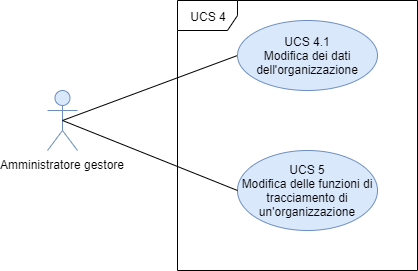 UCS 4
UCS 4.1
Modifica dei dati
dell'organizzazione
Amministratore gestore
UCS 5
Modifica delle funzioni di
tracciamento di
un'organizzazione